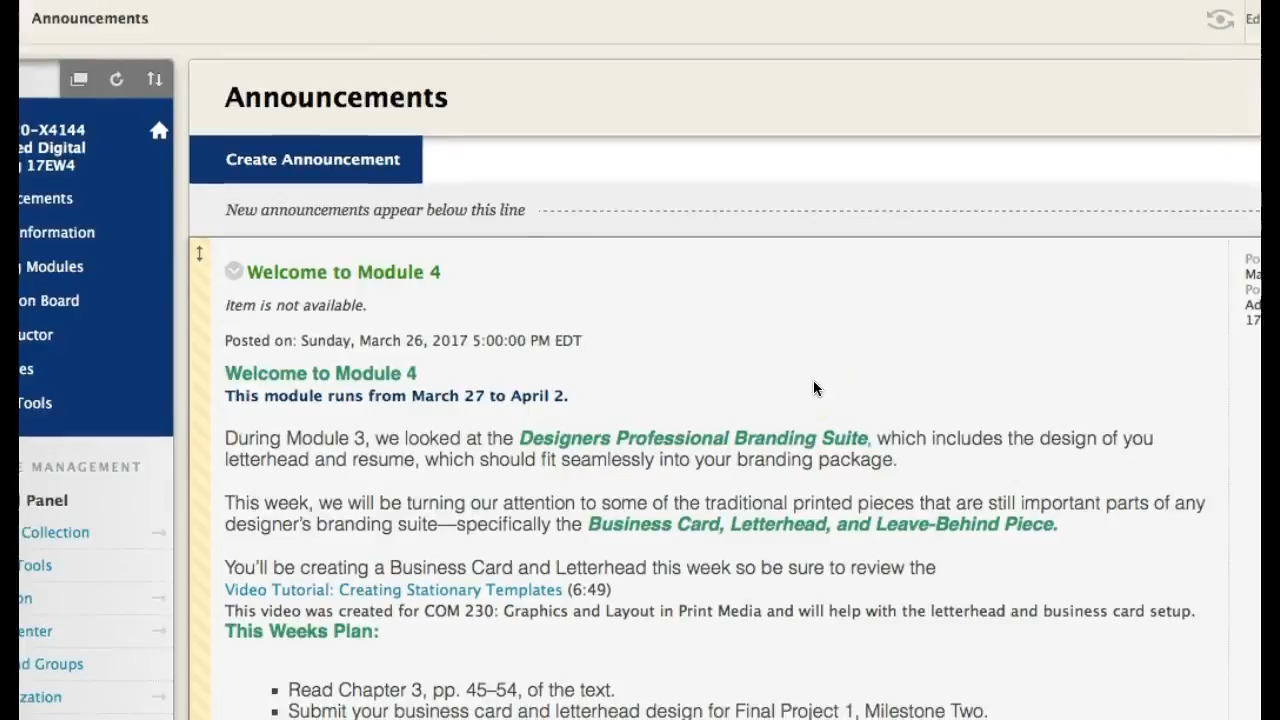 Announcements
Ed
0-X4144
ed Digital
17EW4
cements
nformation
Modules
on Board
uctor
es
Tools
E MANAGEMENT
Panel
Collection
Tools
on
enter
d Groups
zation
Announcements
Create Announcement
New announcements appear below this line
Welcome to Module 4
Item is not available.
Posted on: Sunday, March 26, 2017 5:00:00 PM EDT
Welcome to Module 4
This module runs from March 27 to April 2.
During Module 3, we looked at the Designers Professional Branding Suite, which includes the design of you
letterhead and resume, which should fit seamlessly into your branding package.
This week, we will be turning our attention to some of the traditional printed pieces that are still important parts of any
designer's branding suite—specifically the Business Card, Letterhead, and Leave-Behind Piece.
You'll be creating a Business Card and Letterhead this week so be sure to review the
Video Tutorial: Creating Stationary Templates (6:49)
This video was created for COM 230: Graphics and Layout in Print Media and will help with the letterhead and business card setup.
This Weeks Plan:
Read Chapter 3, pp. 45–54, of the text.
Submit your business card and letterhead design for Final Project 1, Milestone Two.
Po
Ma
Po
Ad
17